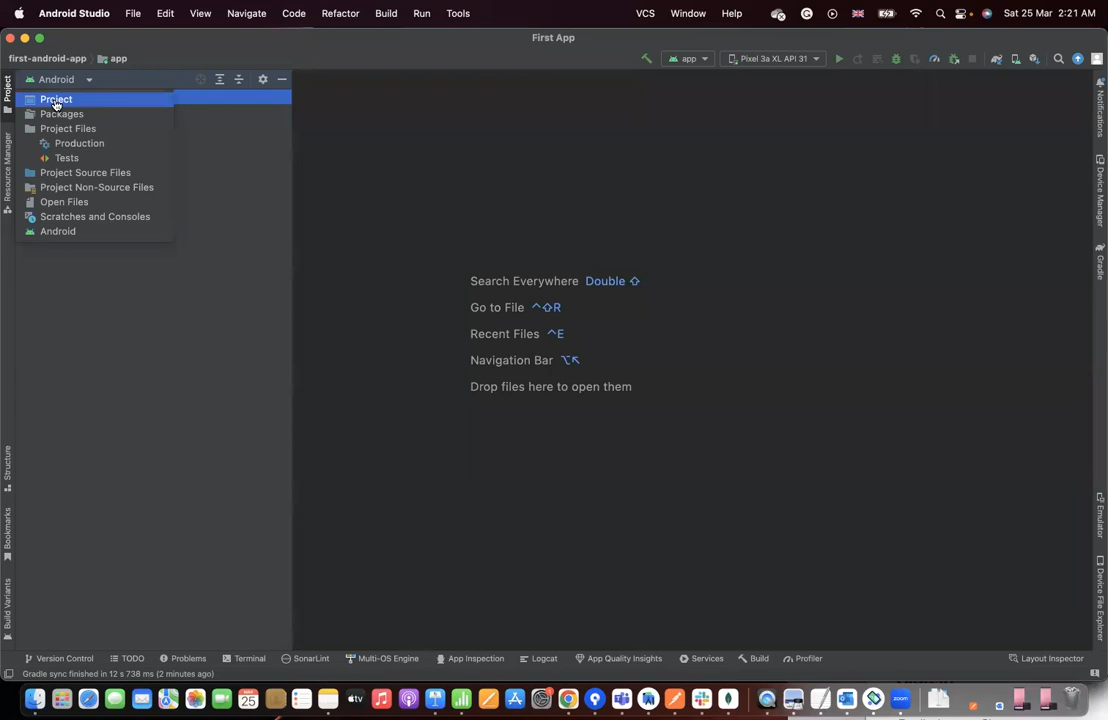 Android Studio File Edit View Navigate Code Refactor Build Run Tools VCS Window Help Sat 25 Mar 2:21 AM
First App
first-android-app app app Pixel 3a XL API 31
Android
Project
Packages
Project Files
Production
Tests
Project Source Files
Project Non-Source Files
Open Files
Scratches and Consoles
Android
Project
Resource Manager
Structure
Bookmarks
Build Variants
Search Everywhere Double ⇧
Go to File ^⇧R
Recent Files ^E
Navigation Bar ⌥↖
Drop files here to open them
Notifications
Device Manager
Gradle
Emulator
Device File Explorer
Version Control TODO Problems Terminal SonarLint Multi-OS Engine App Inspection Logcat App Quality Insights Services Build Profiler Layout Inspector
Gradle sync finished in 12 s 738 ms (2 minutes ago)
25 tv zoom